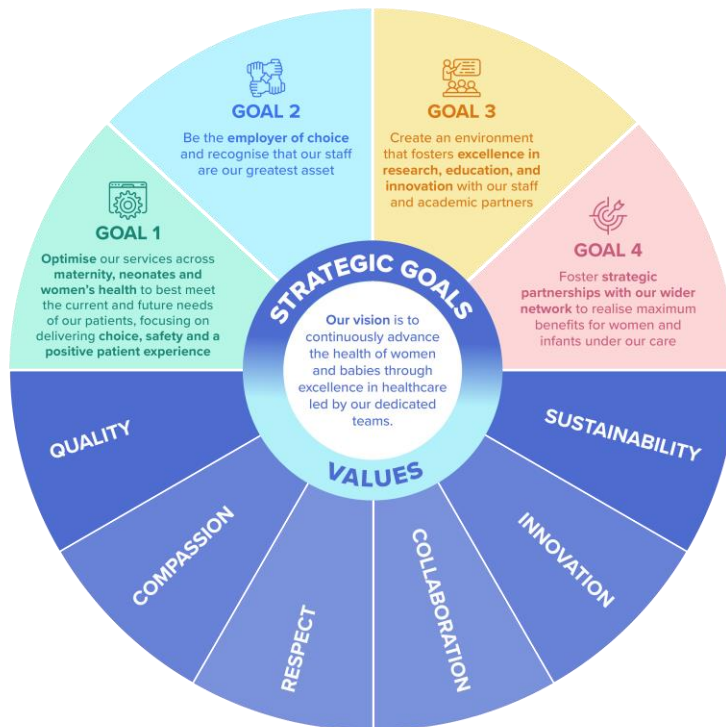 GOAL 1
Optimise our services across
maternity, neonates and
women's health to best meet
the current and future needs
of our patients, focusing on
delivering choice, safety and a
positive patient experience
GOAL 2
Be the employer of choice
and recognise that our staff
are our greatest asset
GOAL 3
Create an environment
that fosters excellence in
research, education, and
innovation with our staff
and academic partners
GOAL 4
Foster strategic
partnerships with our wider
network to realise maximum
benefits for women and
infants under our care
STRATEGIC GOALS
Our vision is to
continuously advance
the health of women
and babies through
excellence in healthcare
led by our dedicated
teams.
VALUES
QUALITY
COMPASSION
RESPECT
COLLABORATION
INNOVATION
SUSTAINABILITY